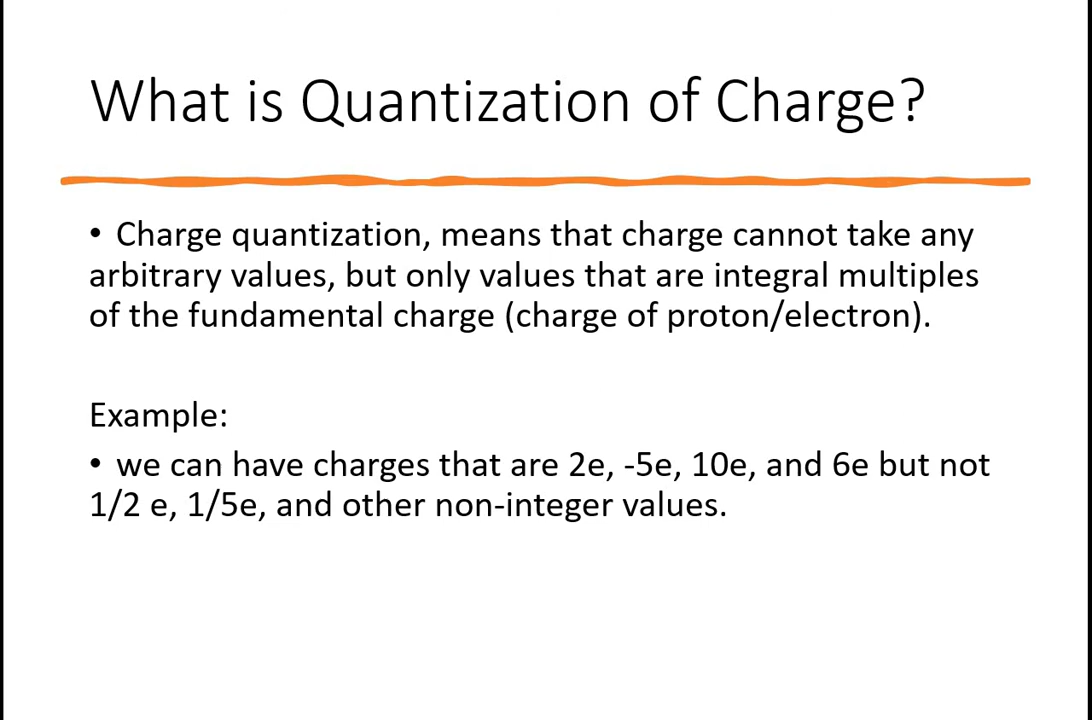 What is Quantization of Charge?
• Charge quantization, means that charge cannot take any
arbitrary values, but only values that are integral multiples
of the fundamental charge (charge of proton/electron).
Example:
• we can have charges that are 2e, -5e, 10e, and 6e but not
1/2 e, 1/5e, and other non-integer values.